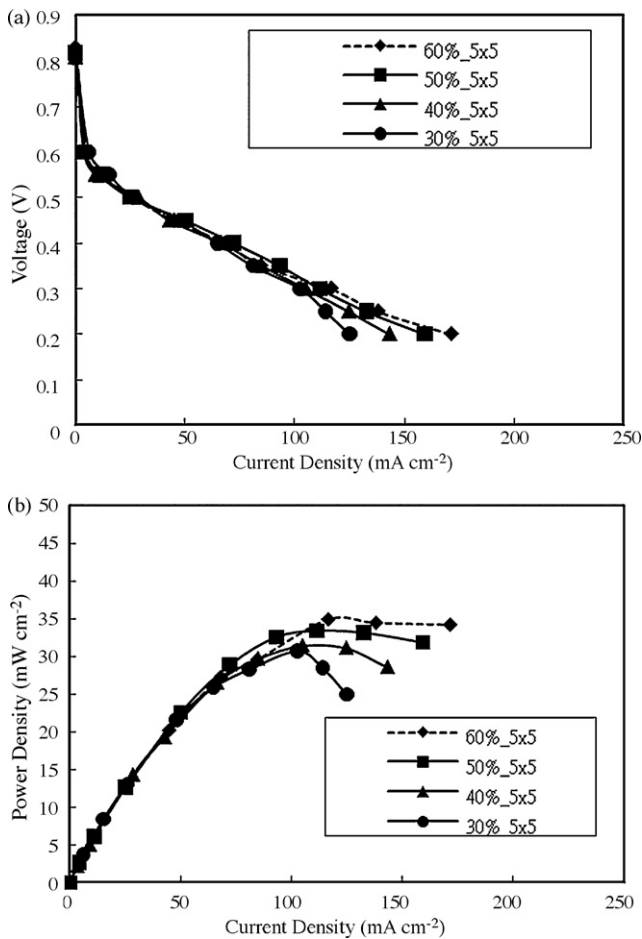 (a)
0.9
0.8
0.7
0.6
0.5
0.4
0.3
0.2
0.1
0
Voltage (V)
60%_5x5
50%_5x5
40%_5x5
30%_5x5
0
50
100
150
200
250
Current Density (mA cm-2)
(b)
50
45
40
35
30
25
20
15
10
5
0
Power Density (mW cm-2)
60%_5x5
50%_5x5
40%_5x5
30%_5x5
0
50
100
150
200
250
Current Density (mA cm-2)